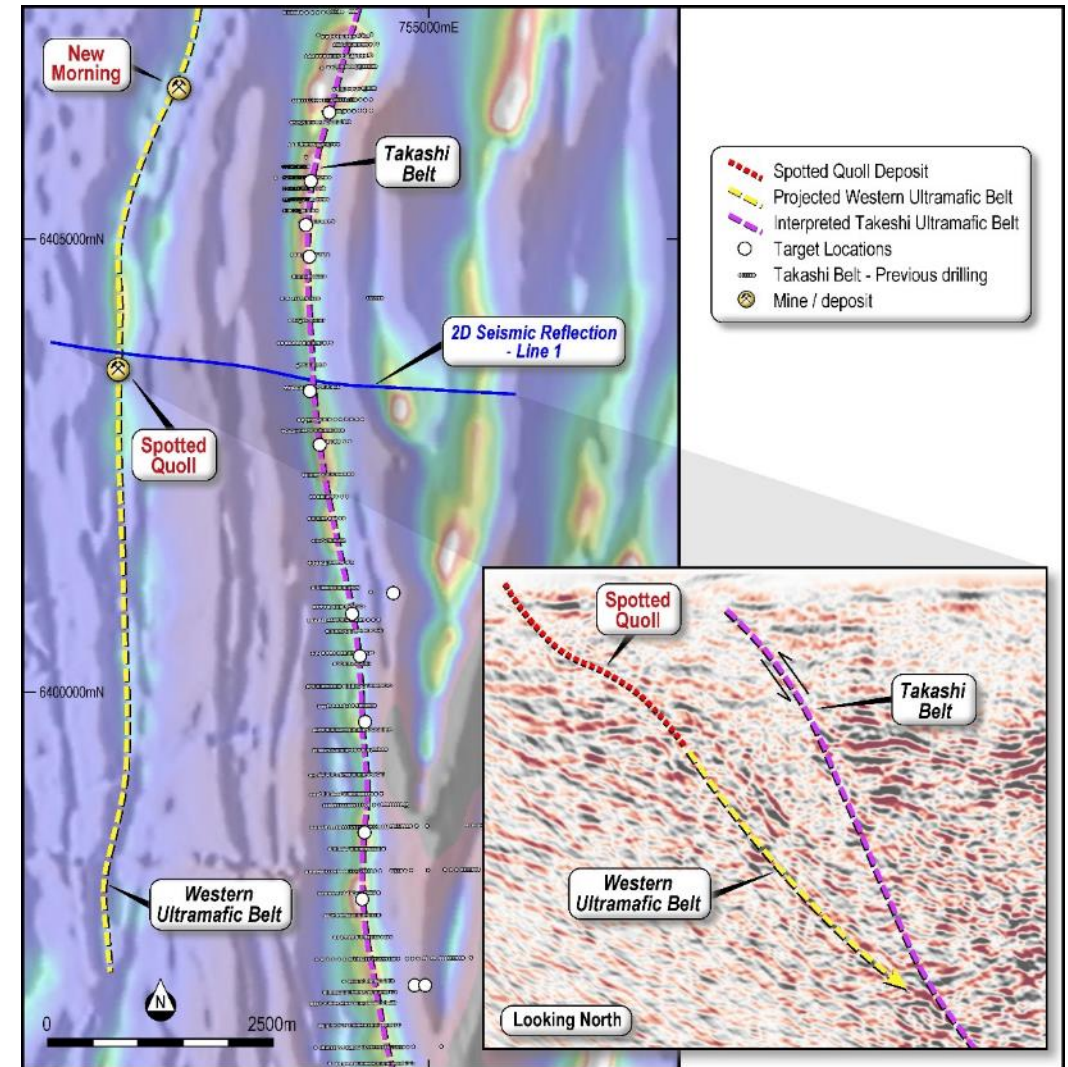 755000mE
New
Morning
Takashi
Belt
6405000mN
2D Seismic Reflection
- Line 1
Spotted
Quoll
6400000mN
Western
Ultramafic Belt
N
0
2500m
Spotted Quoll Deposit
Projected Western Ultramafic Belt
Interpreted Takeshi Ultramafic Belt
Target Locations
Takashi Belt - Previous drilling
Mine / deposit
Spotted
Quoll
Takashi
Belt
Western
Ultramafic Belt
Looking North